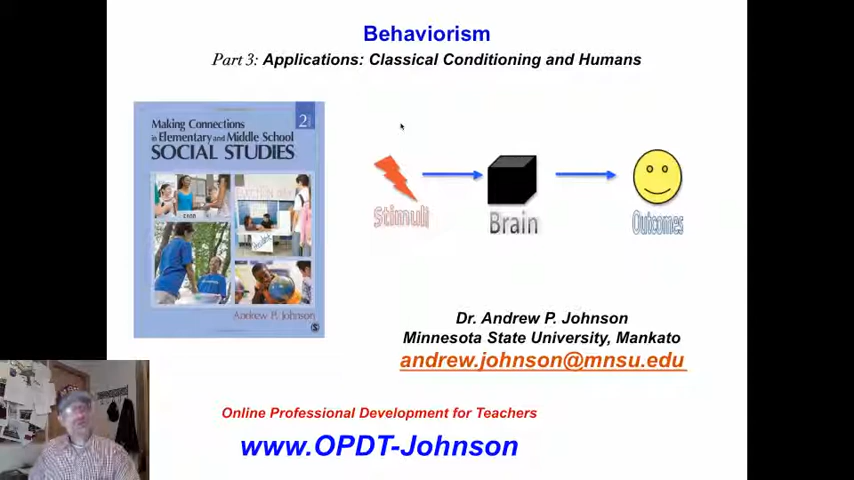 Behaviorism
Part 3: Applications: Classical Conditioning and Humans
Making Connections
in Elementary and Middle School
SOCIAL STUDIES
2
Andrew P. Johnson
Stimuli
Brain
Outcomes
Dr. Andrew P. Johnson
Minnesota State University, Mankato
andrew.johnson@mnsu.edu
Online Professional Development for Teachers
www.OPDT-Johnson